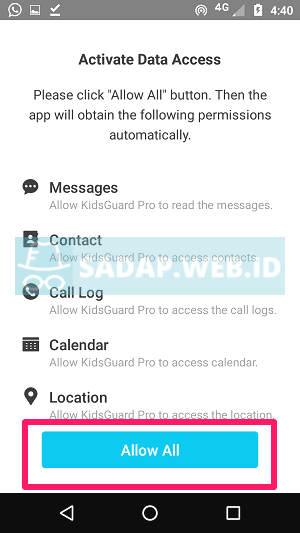 4G
4:40
Activate Data Access
Please click "Allow All" button. Then the
app will obtain the following permissions
automatically.
Messages
Allow KidsGuard Pro to read the messages.
Contact
Allow KidsGuard Pro to access contacts.
SADAP.WEB.ID
Call Log
Allow KidsGuard Pro to access the call logs.
Calendar
Allow KidsGuard Pro to access calendar.
Location
Allow KidsGuard Pro to access the location.
Allow All